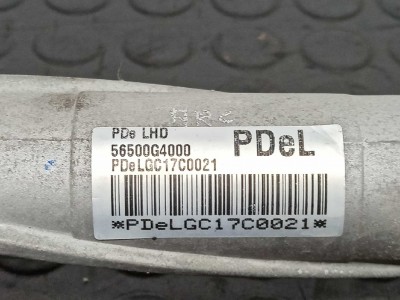 PDe LHD
56500G4000
PDeL
PDeLGC17C0021
*PDeLGC17C0021*